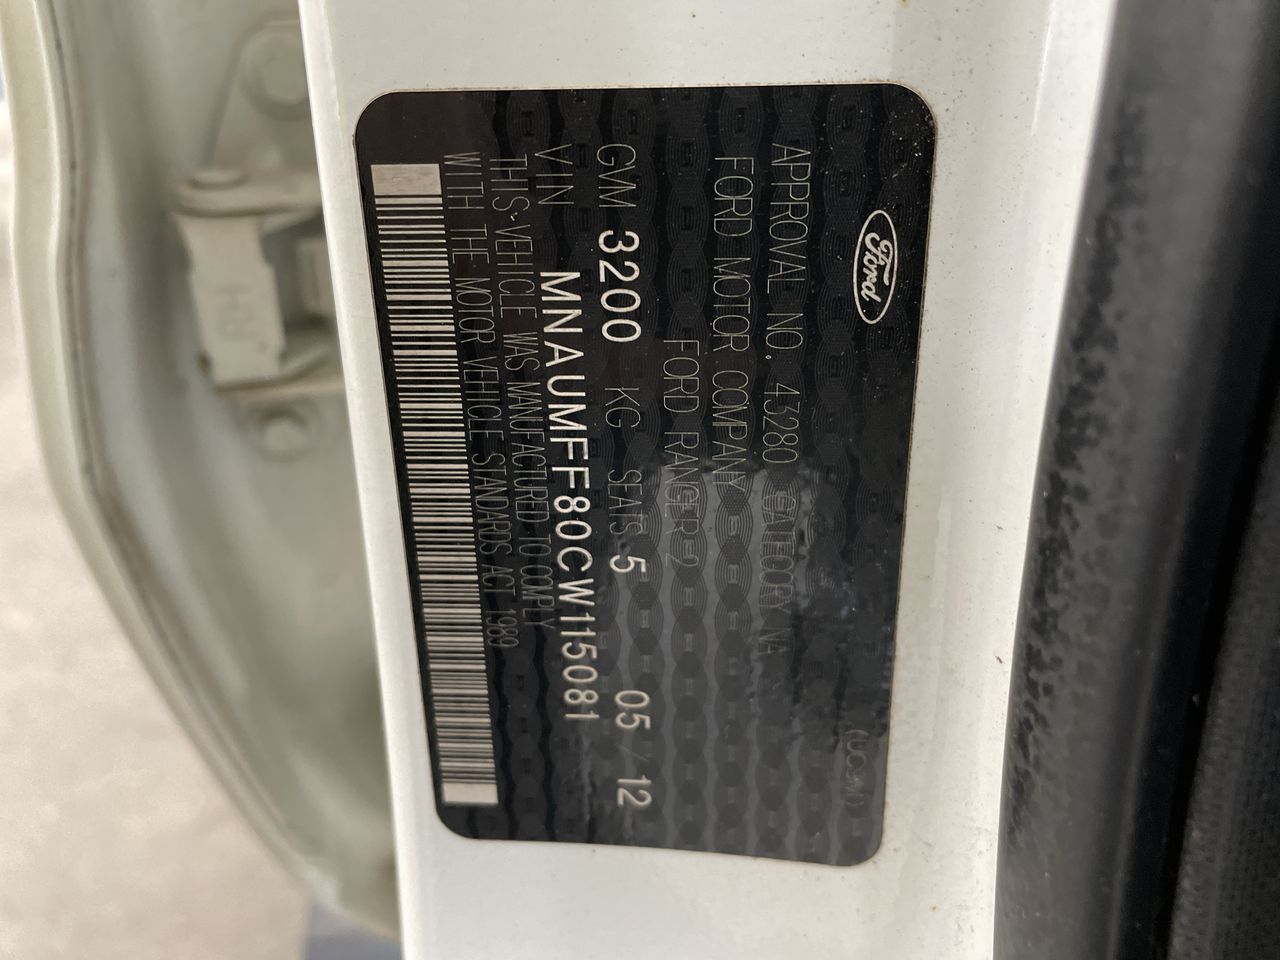 Ford
APPROVAL NO. 43280 CATEGORY NA
FORD MOTOR COMPANY
FORD RANGER 2
GVM 3200 KG SEATS 5 05/12
VIN MNAUMFF80CW115081
THIS VEHICLE WAS MANUFACTURED TO COMPLY
WITH THE MOTOR VEHICLE STANDARDS ACT 1989
RH